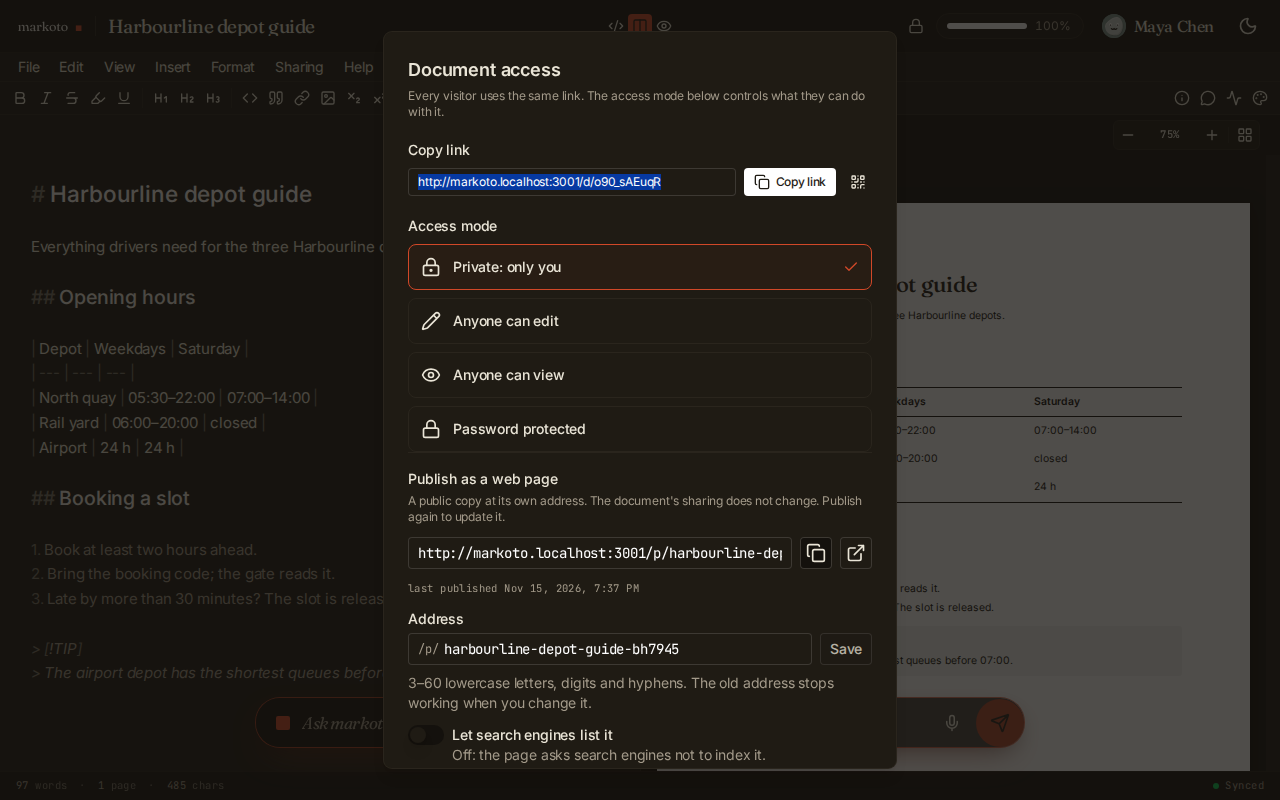 markoto
Harbourline depot guide
100%
Maya Chen
File Edit View Insert Format Sharing Help
H1 H2 H3
75%
# Harbourline depot guide
Everything drivers need for the three Harbourline
## Opening hours
| Depot | Weekdays | Saturday |
| --- | --- | --- |
| North quay | 05:30–22:00 | 07:00–14:00 |
| Rail yard | 06:00–20:00 | closed |
| Airport | 24 h | 24 h |
## Booking a slot
1. Book at least two hours ahead.
2. Bring the booking code; the gate reads it.
3. Late by more than 30 minutes? The slot is releas
> [!TIP]
> The airport depot has the shortest queues befor
Ask markot
97 words · 1 page · 485 chars
Document access
Every visitor uses the same link. The access mode below controls what they can do
with it.
Copy link
http://markoto.localhost:3001/d/o90_sAEuqR
Copy link
Access mode
Private: only you
Anyone can edit
Anyone can view
Password protected
Publish as a web page
A public copy at its own address. The document's sharing does not change. Publish
again to update it.
http://markoto.localhost:3001/p/harbourline-dep
last published Nov 15, 2026, 7:37 PM
Address
/p/ harbourline-depot-guide-bh7945
Save
3–60 lowercase letters, digits and hyphens. The old address stops
working when you change it.
Let search engines list it
Off: the page asks search engines not to index it.
ot guide
ee Harbourline depots.
kdays Saturday
0–22:00 07:00–14:00
0–20:00 closed
24 h
reads it.
The slot is released.
st queues before 07:00.
Synced